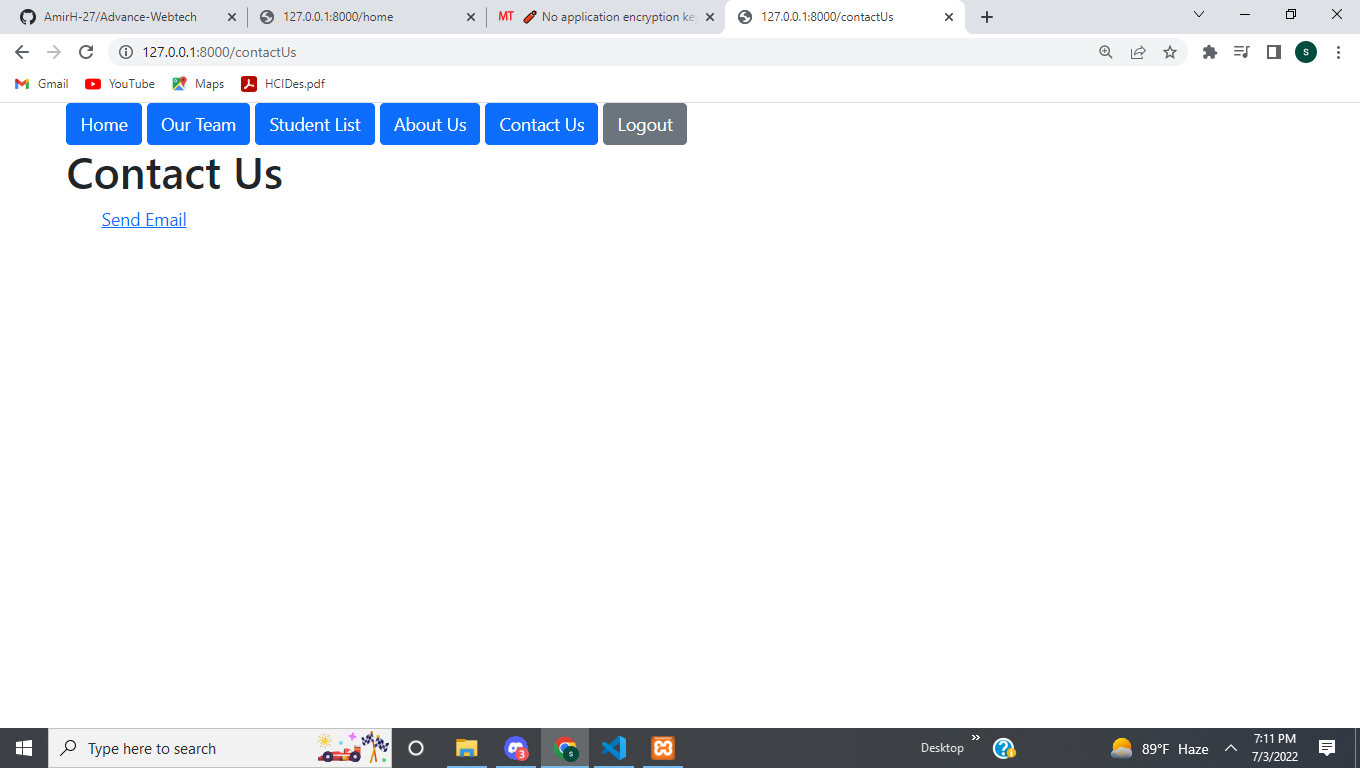 AmirH-27/Advance-Webtech
127.0.0.1:8000/home
MT No application encryption ke
127.0.0.1:8000/contactUs
127.0.0.1:8000/contactUs
S
Gmail YouTube Maps HCIDes.pdf
Home Our Team Student List About Us Contact Us Logout
Contact Us
Send Email
Type here to search
3
S
Desktop
»
89°F Haze
7:11 PM
7/3/2022